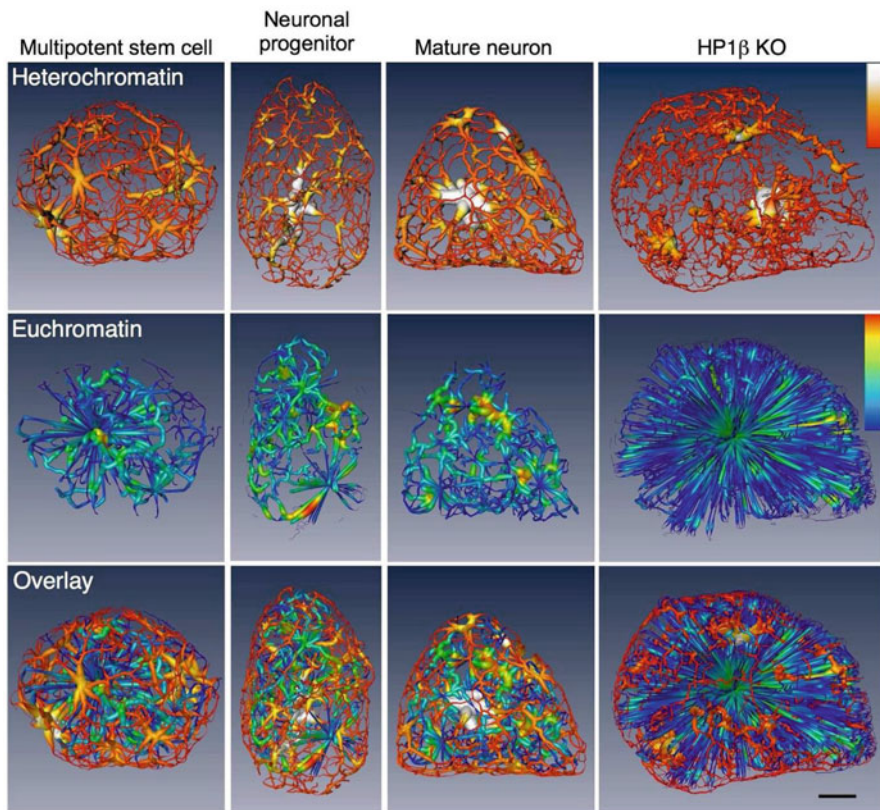 Multipotent stem cell
Neuronal
progenitor
Mature neuron
HP1β KO
Heterochromatin
Euchromatin
Overlay